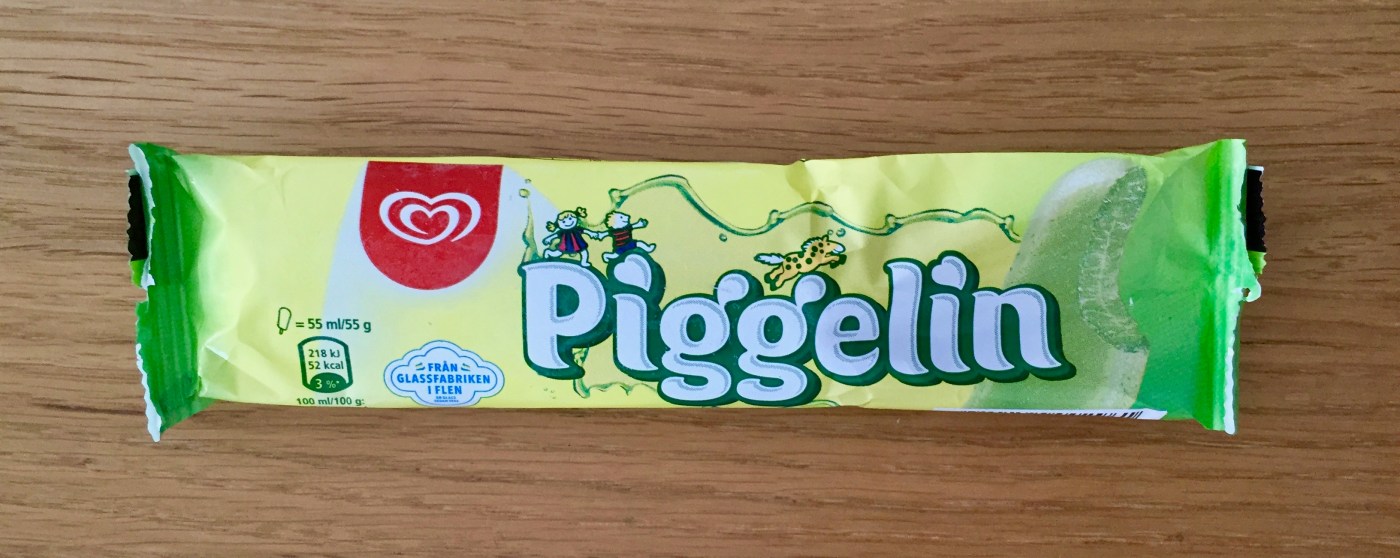 Piggelin
= 55 ml/55 g
218 kJ
52 kcal
3 %*
100 ml/100 g:
FRÅN
GLASSFABRIKEN
I FLEN